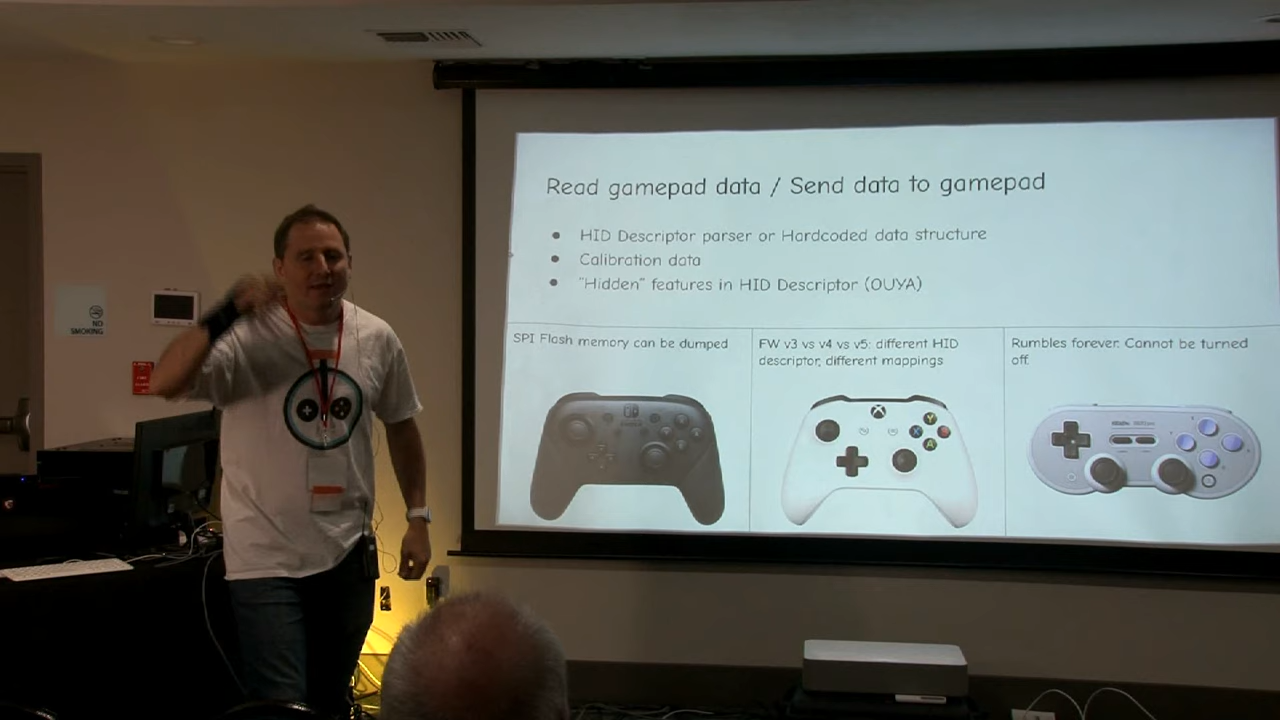 Read gamepad data / Send data to gamepad
HID Descriptor parser or Hardcoded data structure
Calibration data
"Hidden" features in HID Descriptor (OUYA)
SPI Flash memory can be dumped
FW v3 vs v4 vs v5: different HID
descriptor, different mappings
Rumbles forever. Cannot be turned
off.
Y
X
B
A
NO
SMOKING